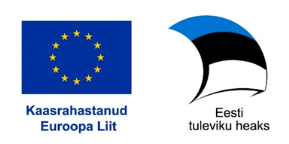 Kaasrahastanud
Euroopa Liit
Eesti
tuleviku heaks